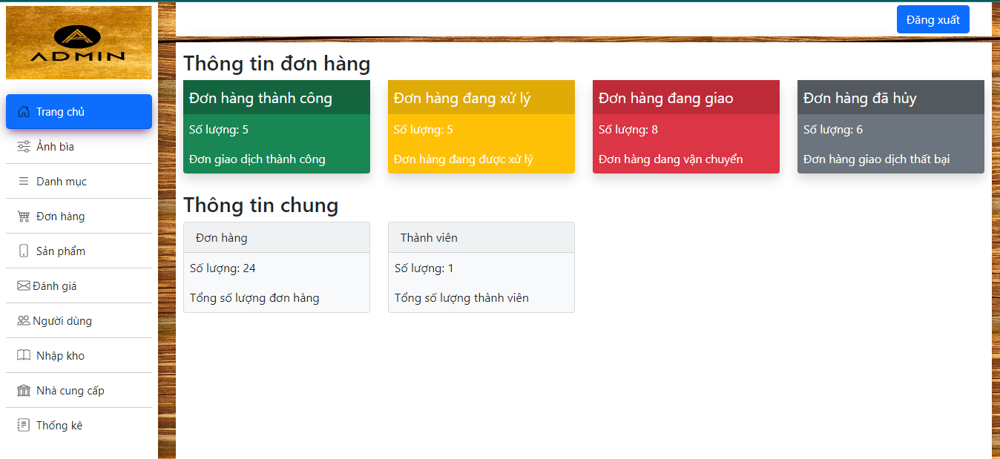 ADMIN
Đăng xuất
Trang chủ
Ảnh bìa
Danh mục
Đơn hàng
Sản phẩm
Đánh giá
Người dùng
Nhập kho
Nhà cung cấp
Thống kê
Thông tin đơn hàng
Đơn hàng thành công
Số lượng: 5
Đơn giao dịch thành công
Đơn hàng đang xử lý
Số lượng: 5
Đơn hàng đang được xử lý
Đơn hàng đang giao
Số lượng: 8
Đơn hàng dang vận chuyển
Đơn hàng đã hủy
Số lượng: 6
Đơn hàng giao dịch thất bại
Thông tin chung
Đơn hàng
Số lượng: 24
Tổng số lượng đơn hàng
Thành viên
Số lượng: 1
Tổng số lượng thành viên